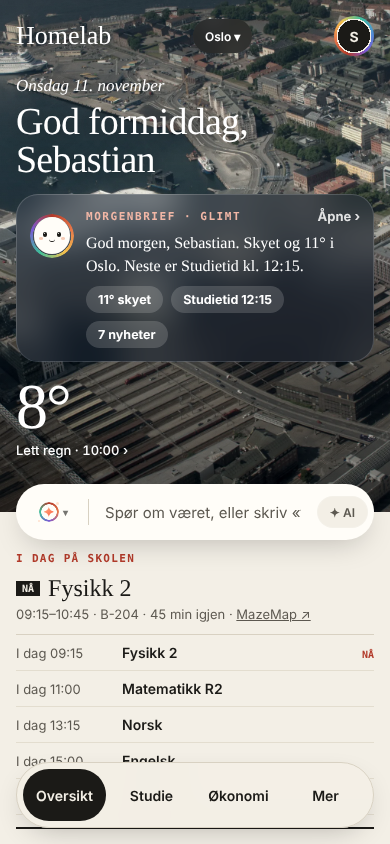 Homelab
Oslo ▾
S
Onsdag 11. november
God formiddag,
Sebastian
MORGENBRIEF · GLIMT
Åpne ›
God morgen, Sebastian. Skyet og 11° i
Oslo. Neste er Studietid kl. 12:15.
11° skyet
Studietid 12:15
7 nyheter
8°
Lett regn · 10:00 ›
Spør om været, eller skriv «
✦ AI
I DAG PÅ SKOLEN
NÅ Fysikk 2
09:15–10:45 · B-204 · 45 min igjen · MazeMap ↗
I dag 09:15 Fysikk 2 NÅ
I dag 11:00 Matematikk R2
I dag 13:15 Norsk
I dag 15:00 Engelsk
Oversikt Studie Økonomi Mer